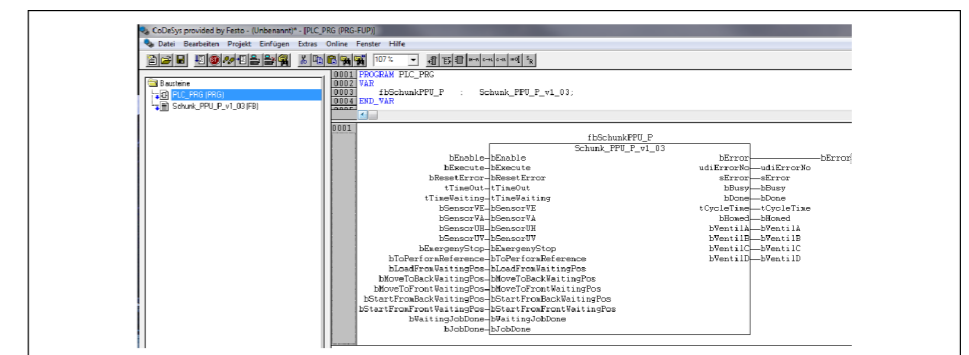 CoDeSys provided by Festo - (Unbenannt)* - [PLC_PRG (PRG-FUP)]
Datei Bearbeiten Projekt Einfügen Extras Online Fenster Hilfe
107 %
Bausteine
PLC_PRG (PRG)
Schunk_PPU_P_v1_03 (FB)
0001 PROGRAM PLC_PRG
0002 VAR
0003 fbSchunkPPU_P : Schunk_PPU_P_v1_03;
0004 END_VAR
0001
fbSchunkPPU_P
Schunk_PPU_P_v1_03
bEnable bEnable bError bError
bExecute bExecute udiErrorNo udiErrorNo
bResetError bResetError sError sError
tTimeOut tTimeOut bBusy bBusy
tTimeWaiting tTimeWaiting bDone bDone
bSensorVE bSensorVE tCycleTime tCycleTime
bSensorVA bSensorVA bHomed bHomed
bSensorUH bSensorUH bVentilA bVentilA
bSensorUV bSensorUV bVentilB bVentilB
bEmergenyStop bEmergenyStop bVentilC bVentilC
bToPerformReference bToPerformReference bVentilD bVentilD
bLoadFromWaitingPos bLoadFromWaitingPos
bMoveToBackWaitingPos bMoveToBackWaitingPos
bMoveToFrontWaitingPos bMoveToFrontWaitingPos
bStartFromBackWaitingPos bStartFromBackWaitingPos
bStartFromFrontWaitingPos bStartFromFrontWaitingPos
bWaitingJobDone bWaitingJobDone
bJobDone bJobDone